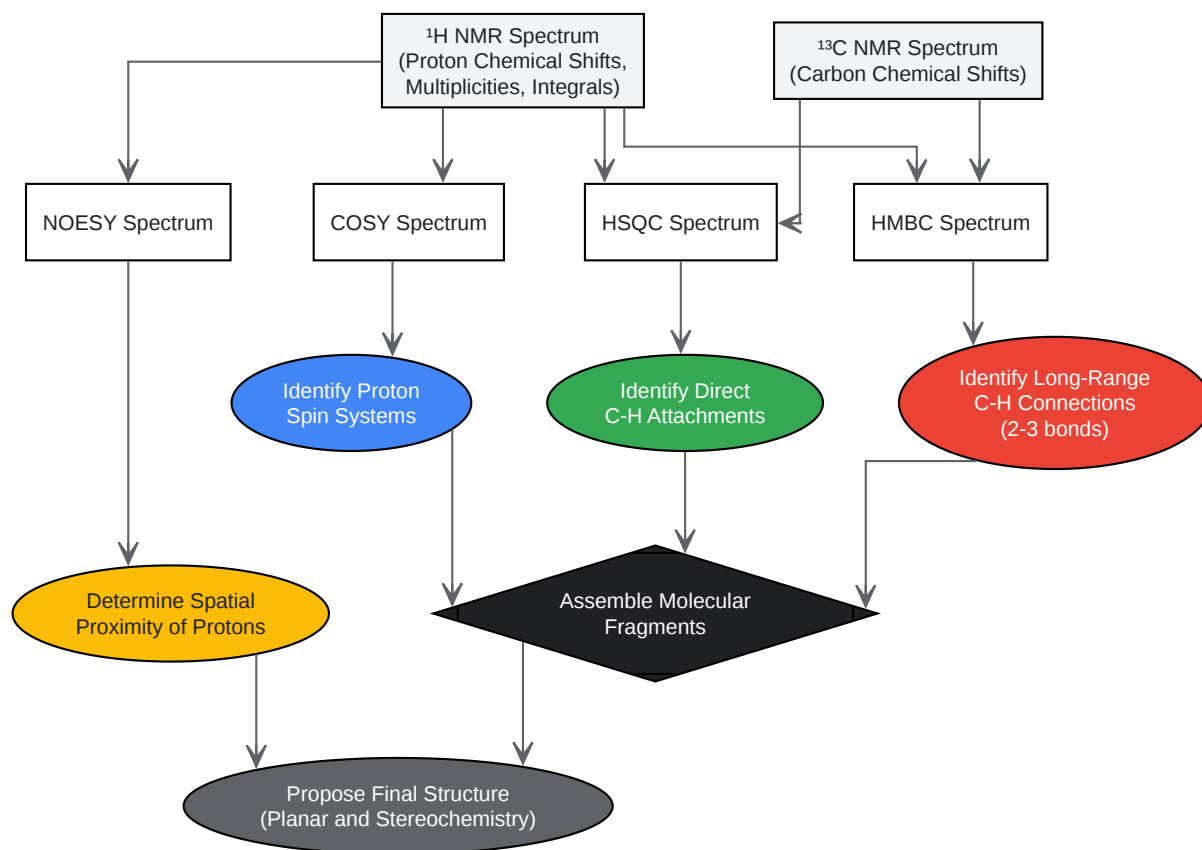 ¹H NMR Spectrum
(Proton Chemical Shifts,
Multiplicities, Integrals)
¹³C NMR Spectrum
(Carbon Chemical Shifts)
NOESY Spectrum
COSY Spectrum
HSQC Spectrum
HMBC Spectrum
Identify Proton
Spin Systems
Identify Direct
C-H Attachments
Identify Long-Range
C-H Connections
(2-3 bonds)
Determine Spatial
Proximity of Protons
Assemble Molecular
Fragments
Propose Final Structure
(Planar and Stereochemistry)